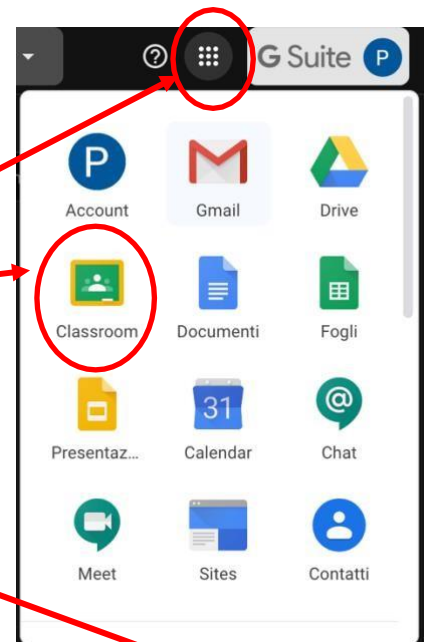 G Suite P
P
Account Gmail Drive
Classroom Documenti Fogli
31
Presentaz... Calendar Chat
Meet Sites Contatti